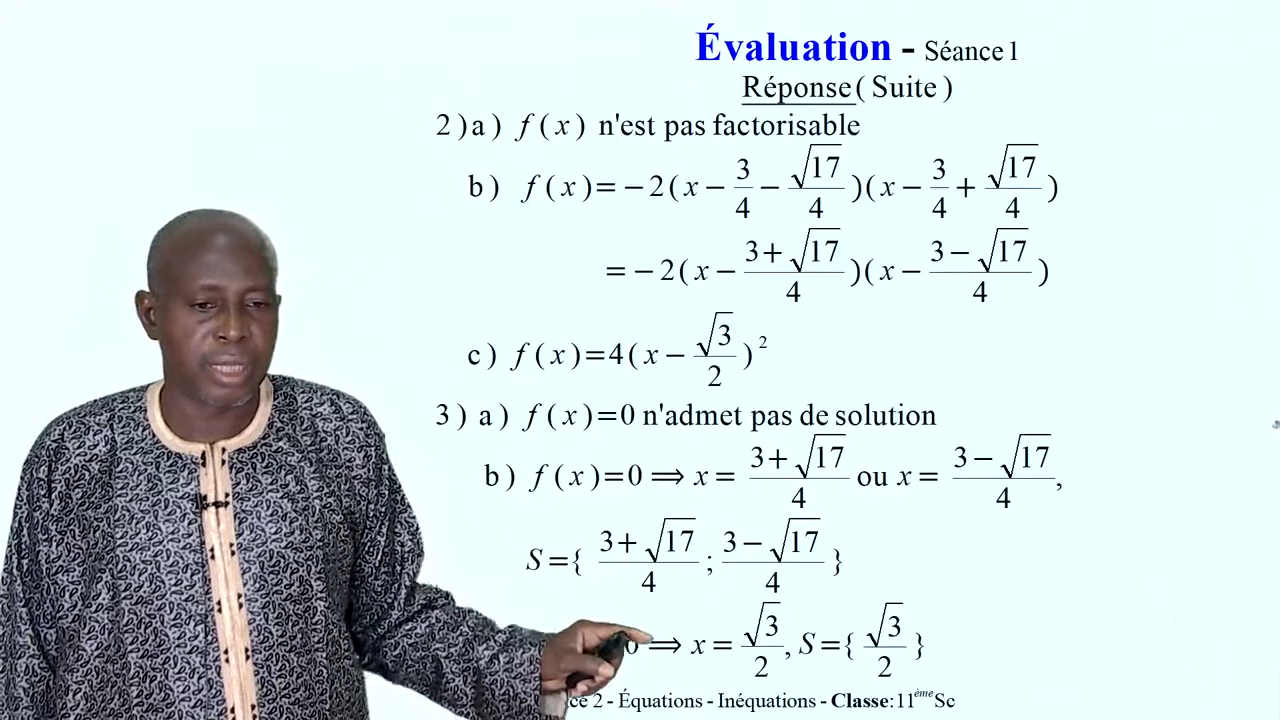 Évaluation - Séance 1
Réponse ( Suite )
2 ) a ) f ( x ) n'est pas factorisable
b ) f ( x ) = − 2 ( x − 3/4 − √17/4 ) ( x − 3/4 + √17/4 )
= − 2 ( x − (3 + √17)/4 ) ( x − (3 − √17)/4 )
c ) f ( x ) = 4 ( x − √3/2 )²
3 ) a ) f ( x ) = 0 n'admet pas de solution
b ) f ( x ) = 0 ⟹ x = (3 + √17)/4 ou x = (3 − √17)/4 ,
S = { (3 + √17)/4 ; (3 − √17)/4 }
0 ⟹ x = √3/2 , S = { √3/2 }
2 - Équations - Inéquations - Classe: 11ème Sc